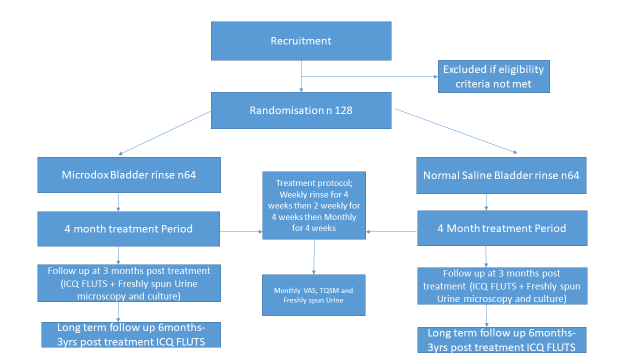 Recruitment
Excluded if eligibility
criteria not met
Randomisation n 128
Microdox Bladder rinse n64
Treatment protocol;
Weekly rinse for 4
weeks then 2 weekly for
4 weeks then Monthly
for 4 weeks
Normal Saline Bladder rinse n64
4 month treatment Period
4 Month treatment Period
Follow up at 3 months post treatment
(ICQ FLUTS + Freshly spun Urine
microscopy and culture)
Monthly VAS, TQSM and
Freshly spun Urine
Follow up at 3 months post
treatment (ICQ FLUTS + Freshly spun
Urine microscopy and culture)
Long term follow up 6months-
3yrs post treatment ICQ FLUTS
Long term follow up 6months-
3yrs post treatment ICQ FLUTS